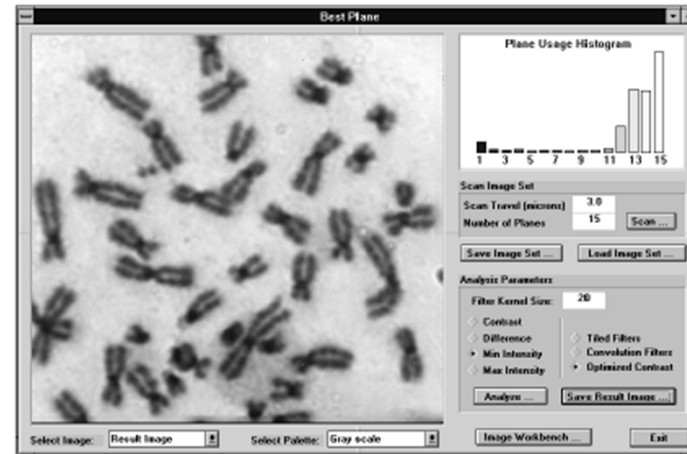 Best Plane
Plane Usage Histogram
1 3 5 7 9 11 13 15
Scan Image Set
Scan Travel (microns) 3.0
Number of Planes 15 Scan ...
Save Image Set ... Load Image Set ...
Analysis Parameters
Filter Kernel Size: 20
Contrast
Difference Tiled Filters
Min Intensity Convolution Filters
Max Intensity Optimized Contrast
Analyze ... Save Result Image ...
Select Image: Result Image Select Palette: Gray scale Image Workbench ... Exit